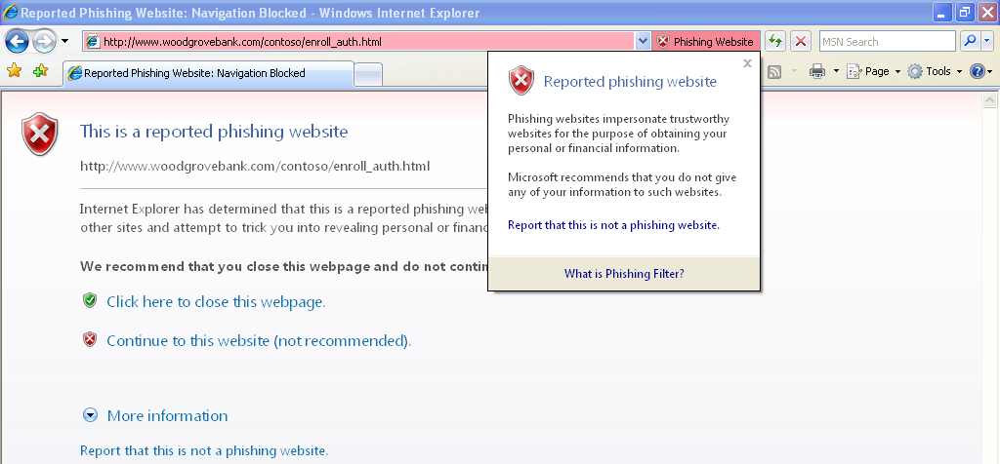 Reported Phishing Website: Navigation Blocked - Windows Internet Explorer
http://www.woodgrovebank.com/contoso/enroll_auth.html
Phishing Website
MSN Search
Reported Phishing Website: Navigation Blocked
Page
Tools
Reported phishing website
Phishing websites impersonate trustworthy
websites for the purpose of obtaining your
personal or financial information.
Microsoft recommends that you do not give
any of your information to such websites.
Report that this is not a phishing website.
What is Phishing Filter?
This is a reported phishing website
http://www.woodgrovebank.com/contoso/enroll_auth.html
Internet Explorer has determined that this is a reported phishing
other sites and attempt to trick you into revealing personal or
We recommend that you close this webpage and do not
Click here to close this webpage.
Continue to this website (not recommended).
More information
Report that this is not a phishing website.